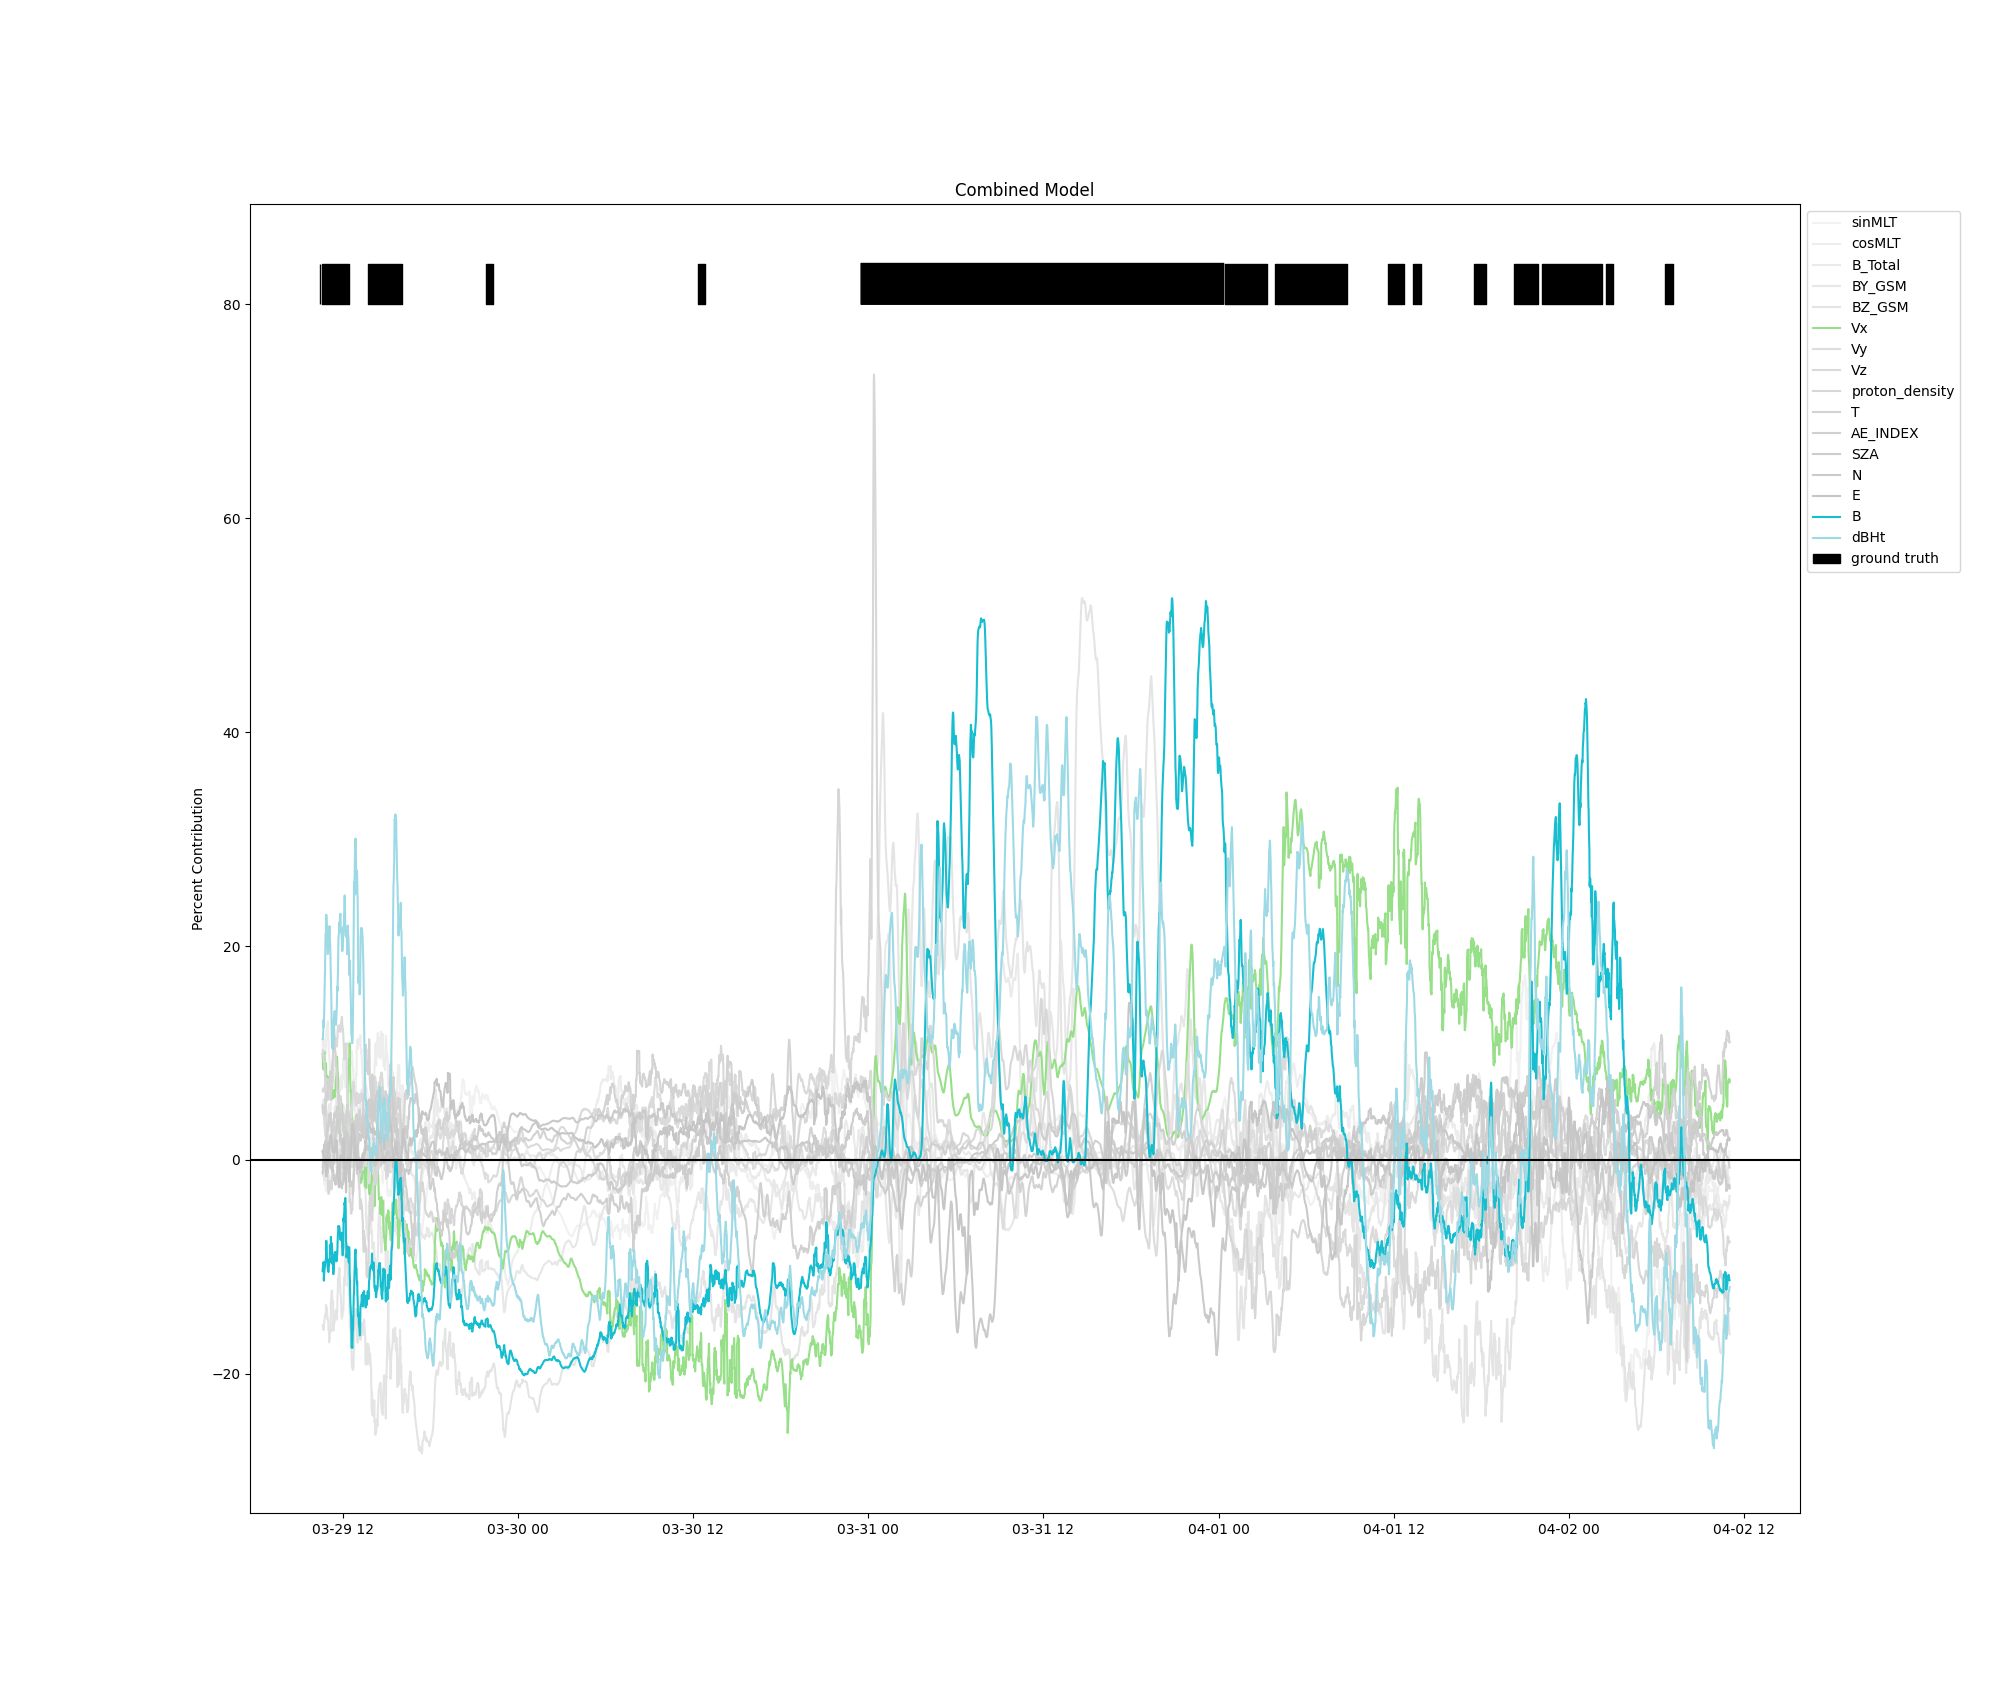 Combined Model
sinMLT
cosMLT
B_Total
BY_GSM
BZ_GSM
Vx
Vy
Vz
proton_density
T
AE_INDEX
SZA
N
E
B
dBHt
ground truth
Percent Contribution
80
60
40
20
0
−20
03-29 12
03-30 00
03-30 12
03-31 00
03-31 12
04-01 00
04-01 12
04-02 00
04-02 12